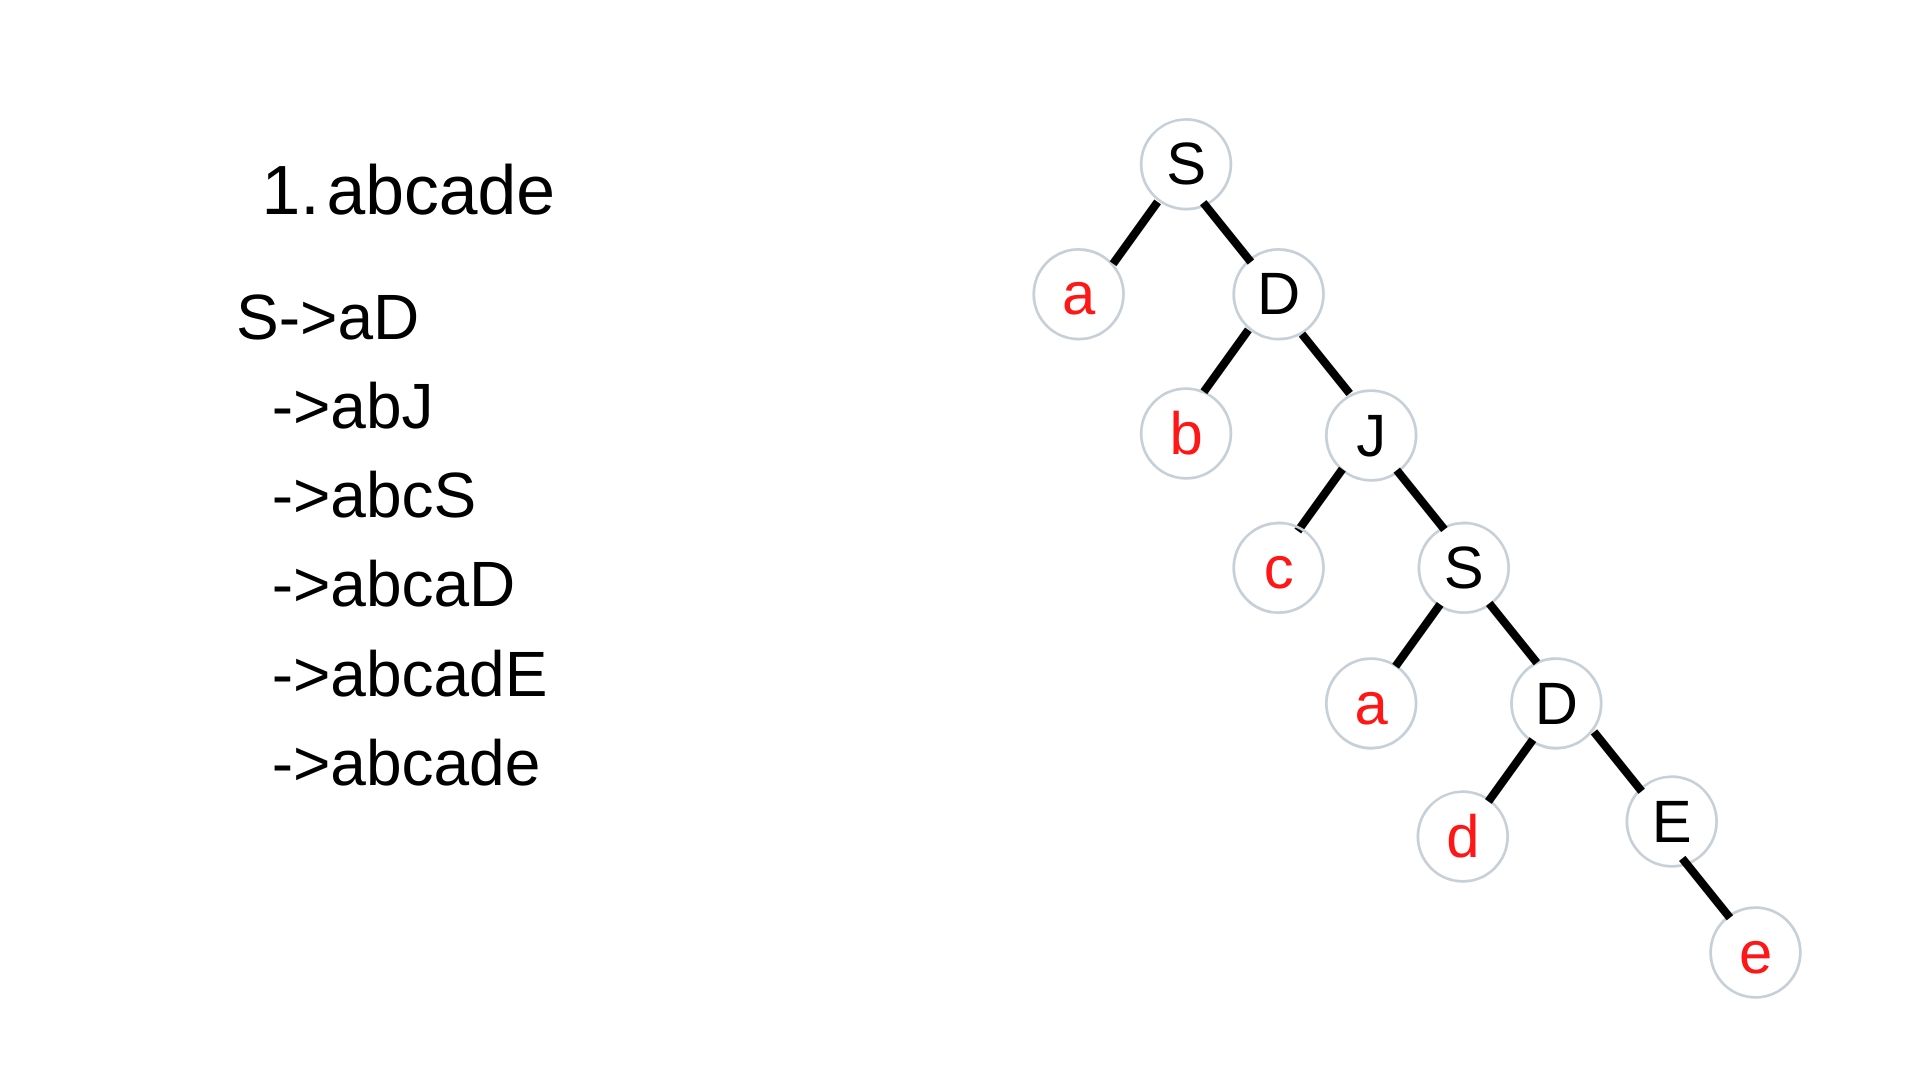 1. abcade
S->aD
->abJ
->abcS
->abcaD
->abcadE
->abcade
S
a D
b J
c S
a D
d E
e